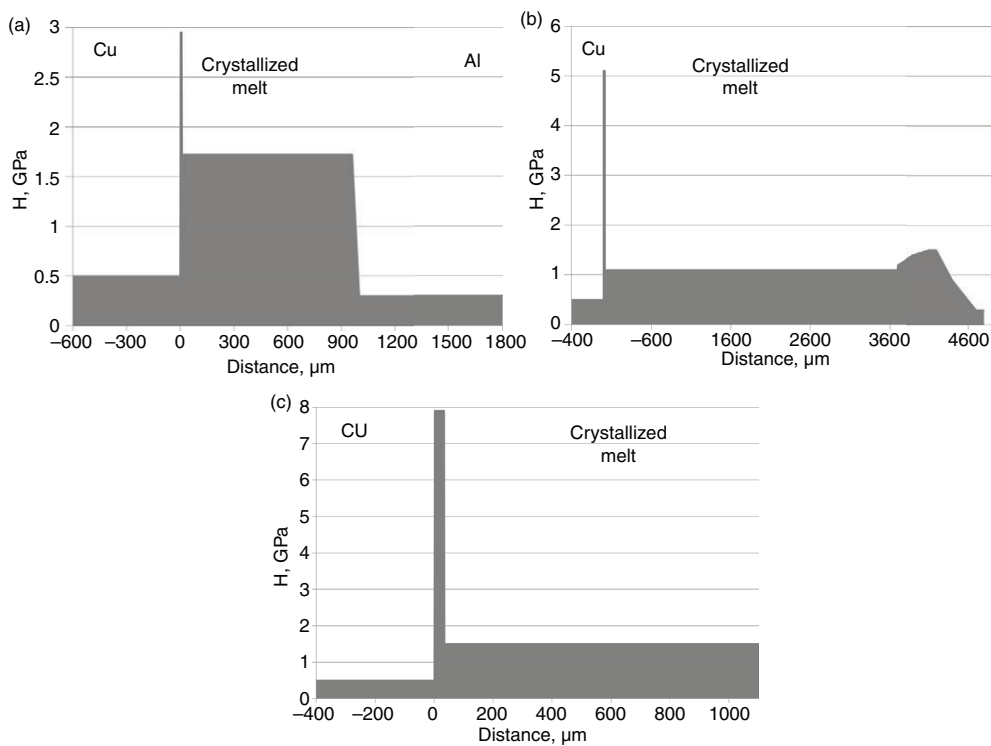 (a)
3
2.5
2
1.5
1
0.5
0
H, GPa
Cu
Crystallized
melt
Al
–600 –300 0 300 600 900 1200 1500 1800
Distance, μm
(b)
6
5
4
3
2
1
0
H, GPa
Cu
Crystallized
melt
–400 –600 1600 2600 3600 4600
Distance, μm
(c)
8
7
6
5
4
3
2
1
0
H, GPa
CU
Crystallized
melt
–400 –200 0 200 400 600 800 1000
Distance, μm